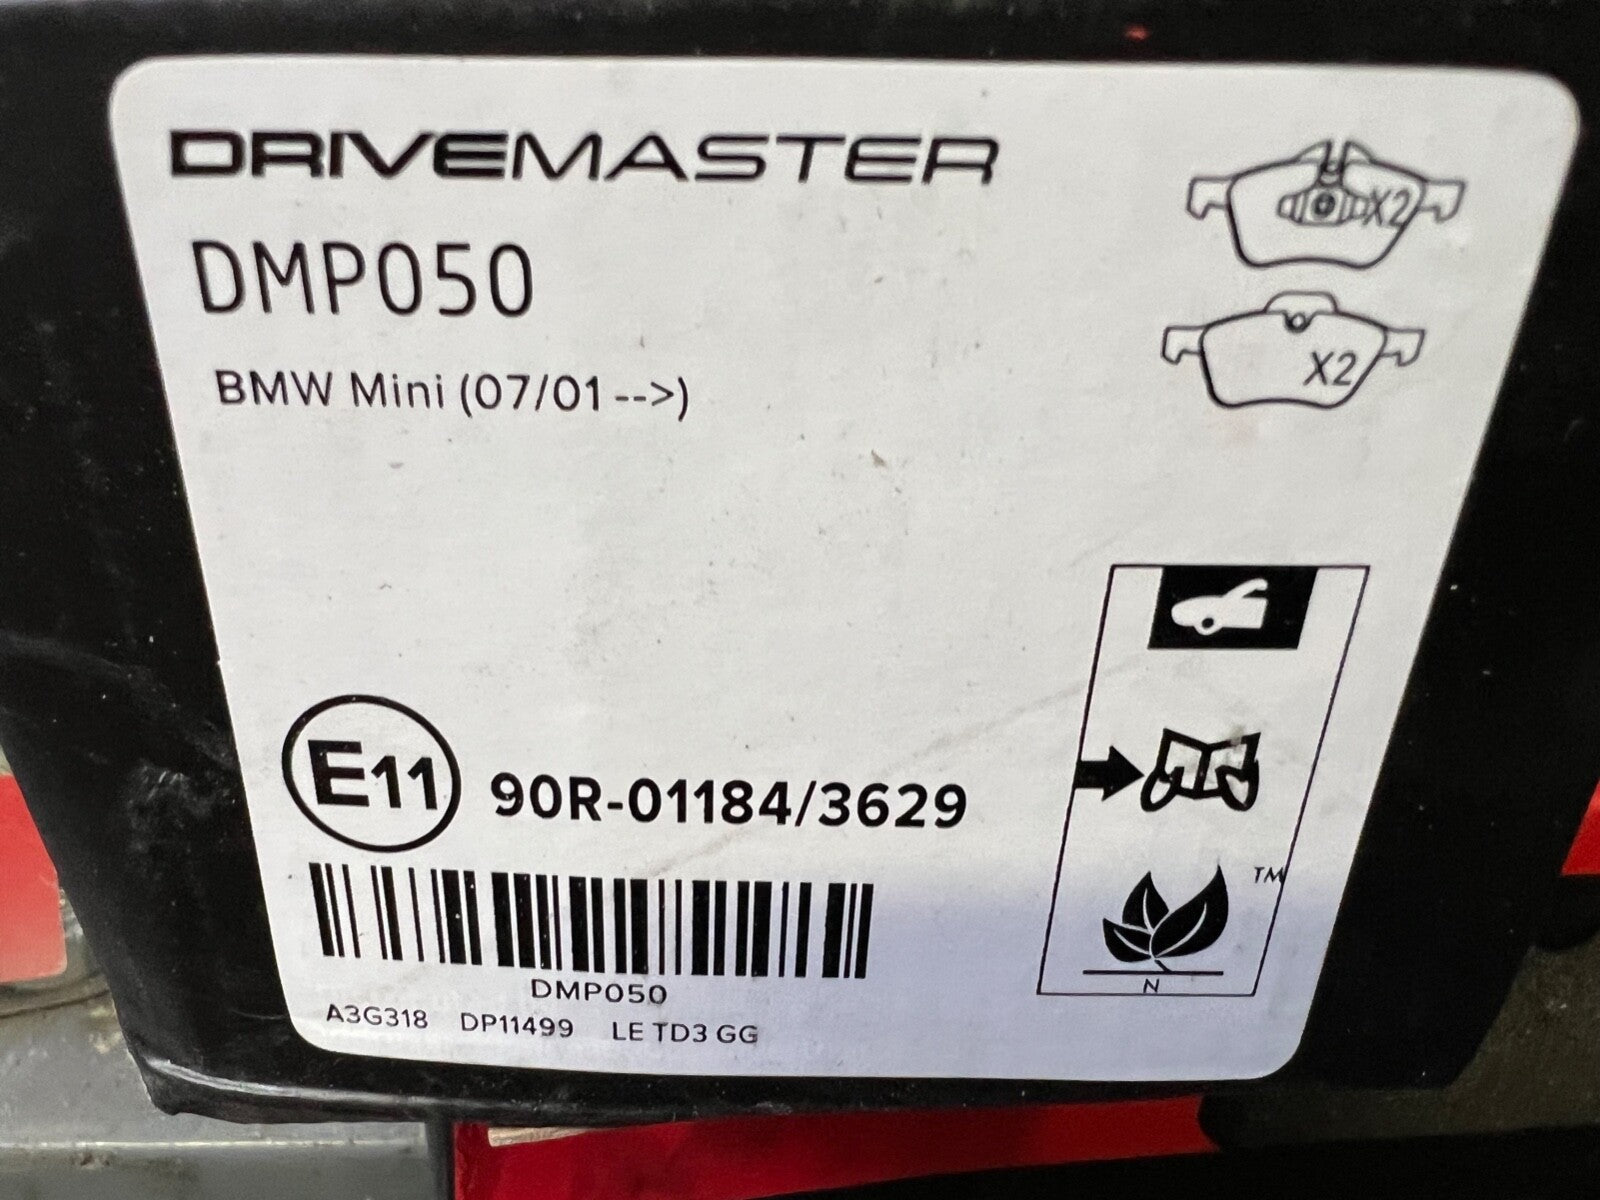 DRIVEMASTER
DMP050
BMW Mini (07/01 -->)
X2
X2
E11 90R-01184/3629
TM
N
DMP050
A3G318 DP11499 LE TD3 GG